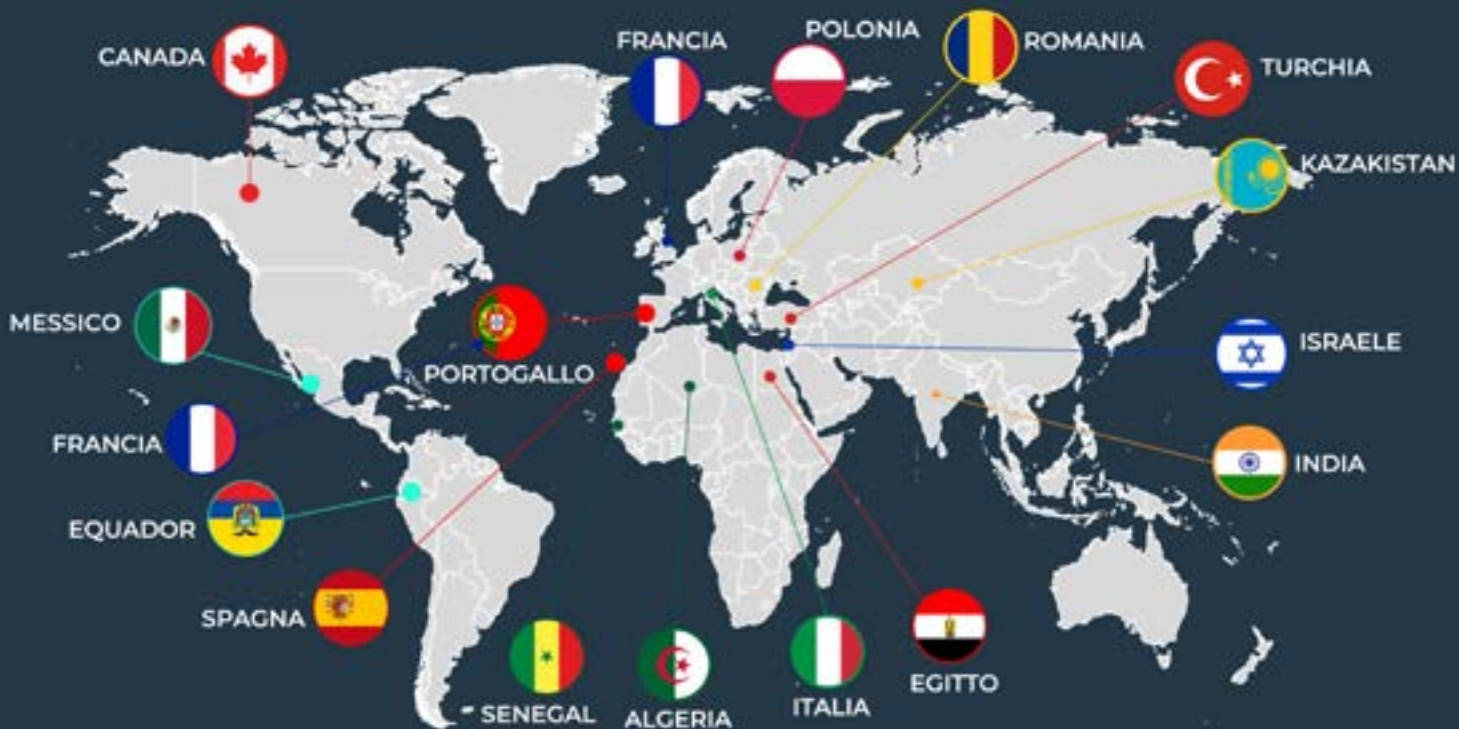 CANADA
FRANCIA
POLONIA
ROMANIA
TURCHIA
KAZAKISTAN
MESSICO
PORTOGALLO
ISRAELE
FRANCIA
INDIA
EQUADOR
SPAGNA
SENEGAL
ALGERIA
ITALIA
EGITTO